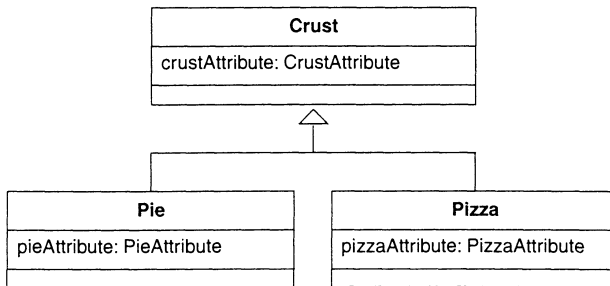 Crust
crustAttribute: CrustAttribute
Pie
Pizza
pieAttribute: PieAttribute
pizzaAttribute: PizzaAttribute